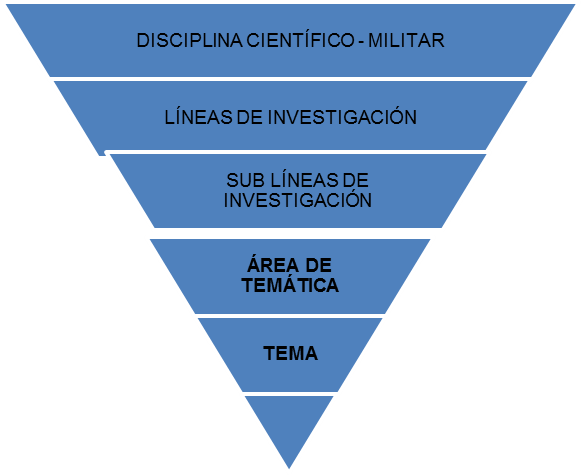 DISCIPLINA CIENTÍFICO - MILITAR
LÍNEAS DE INVESTIGACIÓN
SUB LÍNEAS DE
INVESTIGACIÓN
ÁREA DE
TEMÁTICA
TEMA